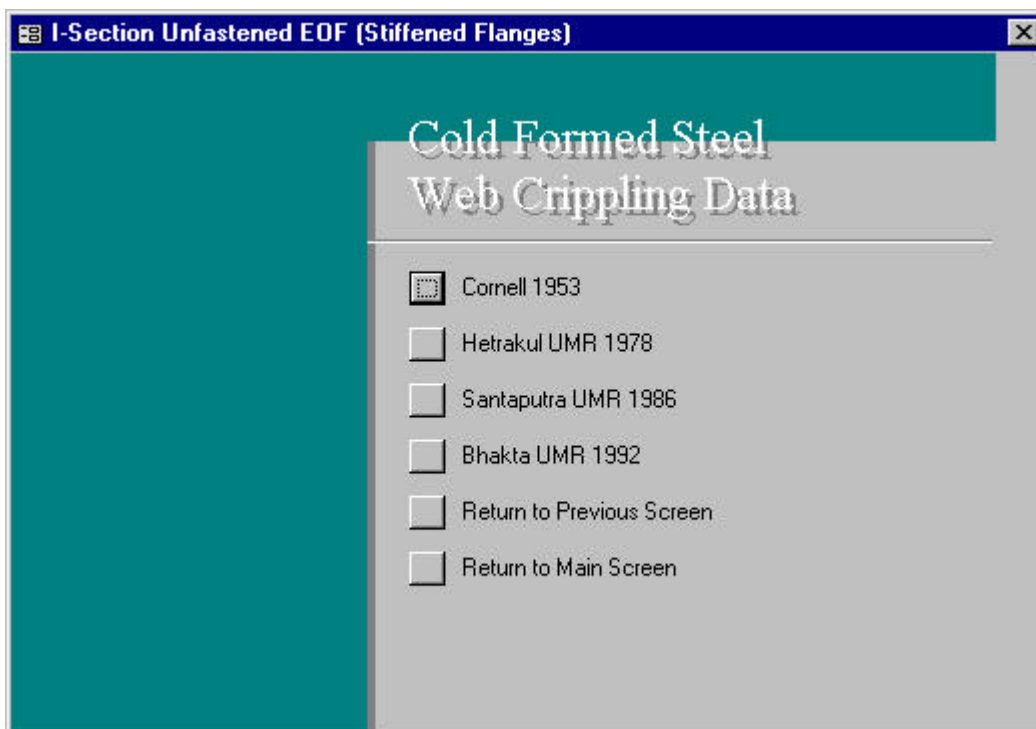 I-Section Unfastened EOF (Stiffened Flanges)
Cold Formed Steel
Web Crippling Data
Cornell 1953
Hetrakul UMR 1978
Santaputra UMR 1986
Bhakta UMR 1992
Return to Previous Screen
Return to Main Screen